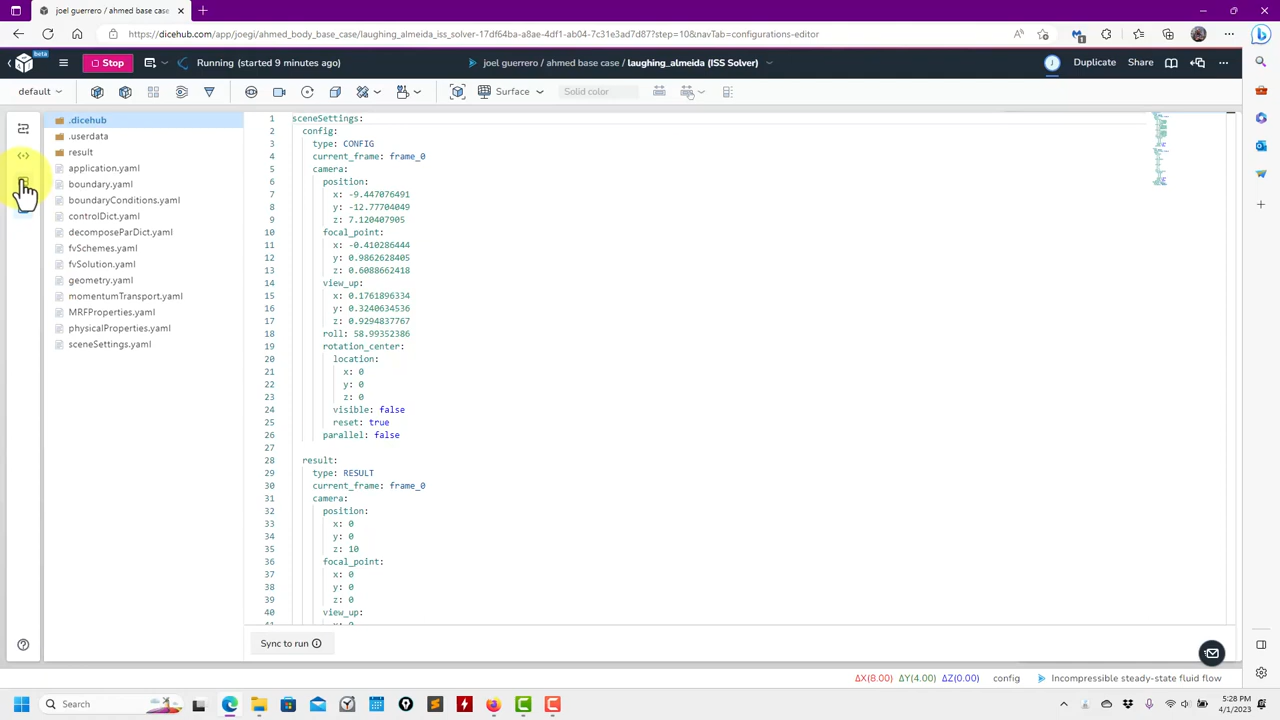 joel guerrero / ahmed base case
https://dicehub.com/app/joegi/ahmed_body_base_case/laughing_almeida_iss_solver-17df64ba-a8ae-4df1-ab04-7c31e3ad7d87?step=10&navTab=configurations-editor
beta
Stop
Running (started 9 minutes ago)
joel guerrero / ahmed base case / laughing_almeida (ISS Solver)
J
Duplicate
Share
default
Surface
Solid color
.dicehub
.userdata
result
application.yaml
boundary.yaml
boundaryConditions.yaml
controlDict.yaml
decomposeParDict.yaml
fvSchemes.yaml
fvSolution.yaml
geometry.yaml
momentumTransport.yaml
MRFProperties.yaml
physicalProperties.yaml
sceneSettings.yaml
1 sceneSettings:
2 config:
3 type: CONFIG
4 current_frame: frame_0
5 camera:
6 position:
7 x: -9.447076491
8 y: -12.77704049
9 z: 7.120407905
10 focal_point:
11 x: -0.410286444
12 y: 0.9862628405
13 z: 0.6088662418
14 view_up:
15 x: 0.1761896334
16 y: 0.3240634536
17 z: 0.9294837767
18 roll: 58.99352386
19 rotation_center:
20 location:
21 x: 0
22 y: 0
23 z: 0
24 visible: false
25 reset: true
26 parallel: false
27
28 result:
29 type: RESULT
30 current_frame: frame_0
31 camera:
32 position:
33 x: 0
34 y: 0
35 z: 10
36 focal_point:
37 x: 0
38 y: 0
39 z: 0
40 view_up:
Sync to run
ΔX(8.00) ΔY(4.00) ΔZ(0.00) config Incompressible steady-state fluid flow
Search
5:28 PM
4/1/2023